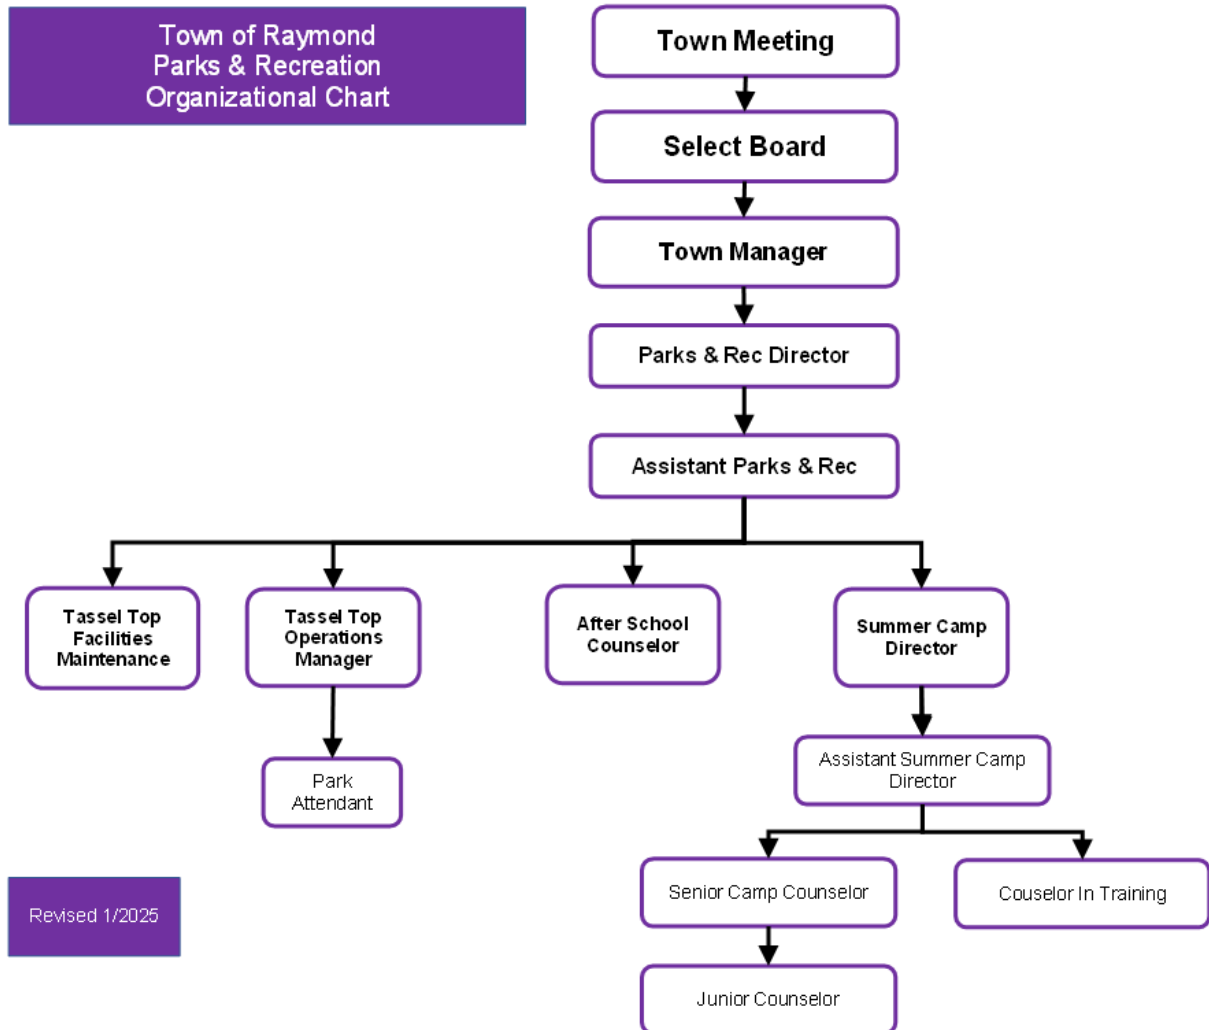 Town of Raymond
Parks & Recreation
Organizational Chart
Town Meeting
Select Board
Town Manager
Parks & Rec Director
Assistant Parks & Rec
Tassel Top
Facilities
Maintenance
Tassel Top
Operations
Manager
After School
Counselor
Summer Camp
Director
Park
Attendant
Assistant Summer Camp
Director
Senior Camp Counselor
Couselor In Training
Junior Counselor
Revised 1/2025